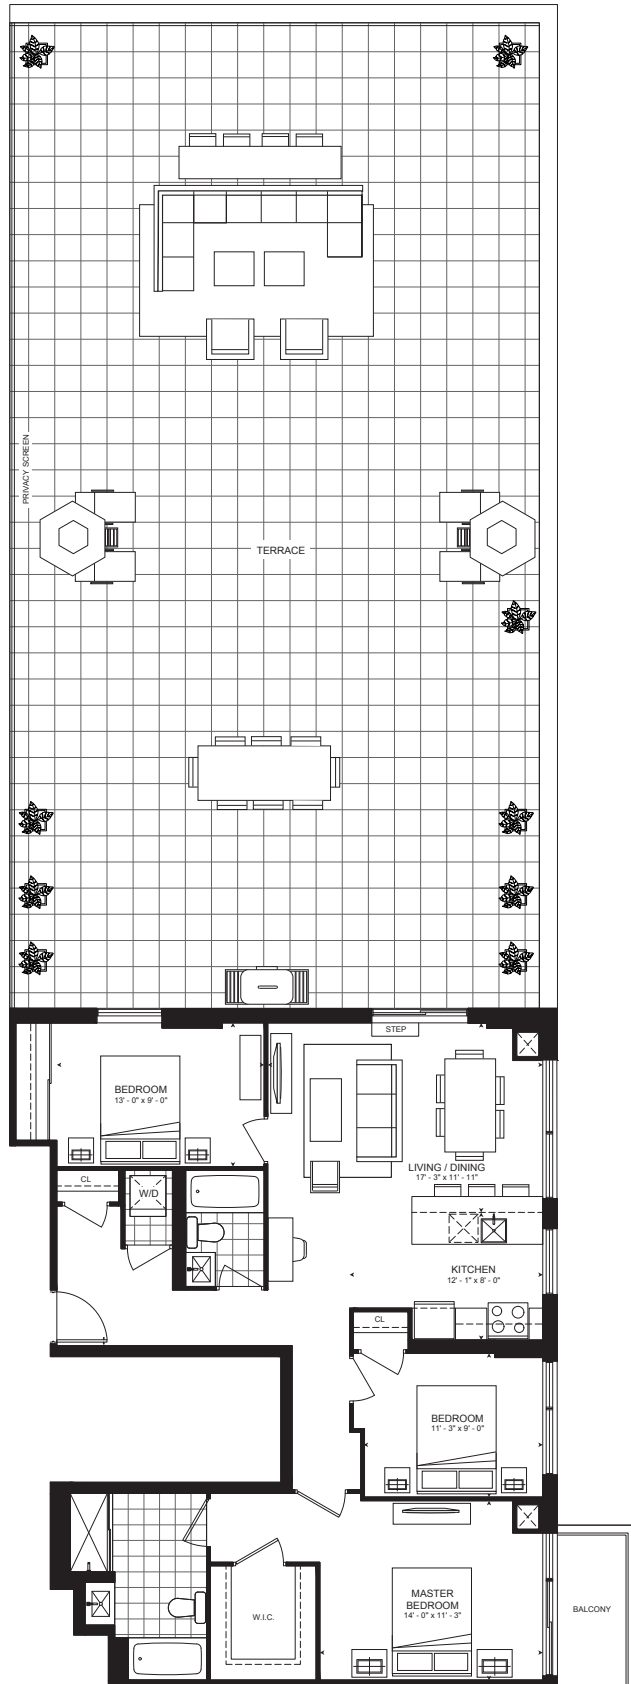 PRIVACY SCREEN
TERRACE
STEP
BEDROOM
13' - 0" x 9' - 0"
LIVING / DINING
17' - 3" x 11' - 11"
CL
W/D
KITCHEN
12' - 1" x 8' - 0"
CL
BEDROOM
11' - 3" x 9' - 0"
MASTER
BEDROOM
14' - 0" x 11' - 3"
W.I.C.
BALCONY